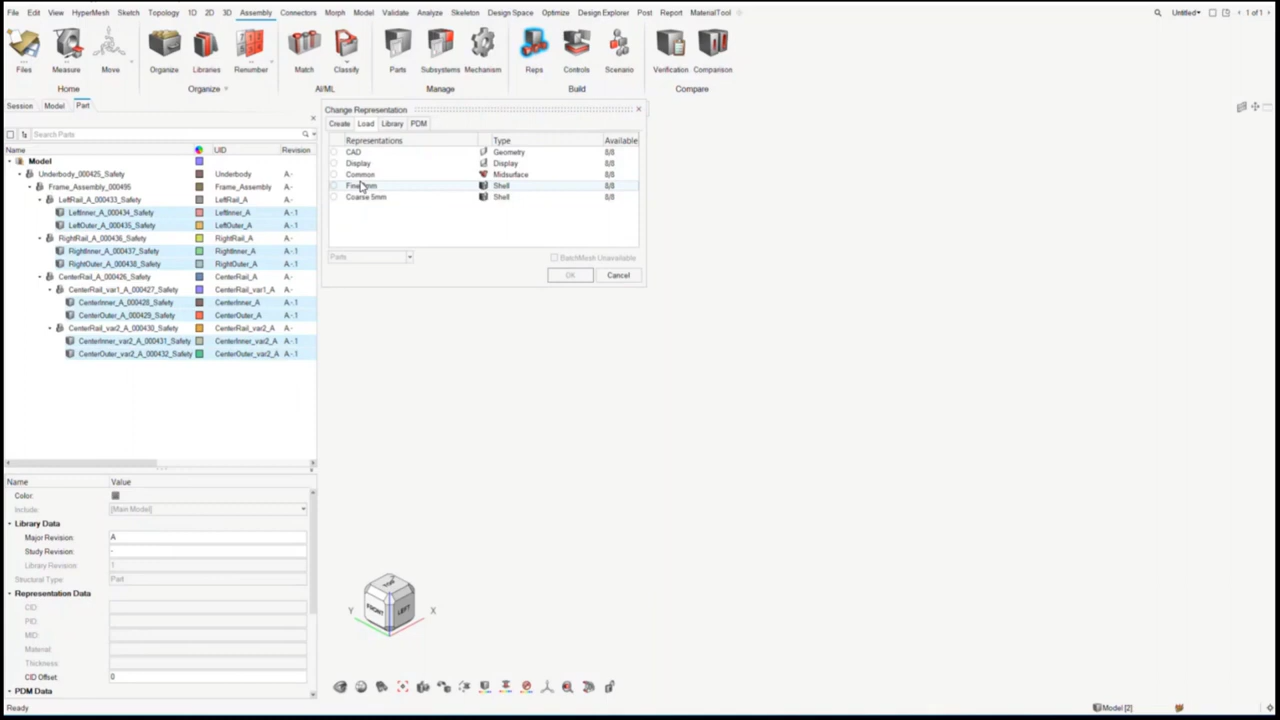 File Edit View HyperMesh Sketch Topology 1D 2D 3D Assembly Connectors Morph Model Validate Analyze Skeleton Design Space Optimize Design Explorer Post Report MaterialTool Untitled 1 of 1
Files Measure Move Organize Libraries Renumber Match Classify Parts Subsystems Mechanism Reps Controls Scenario Verification Comparison
Home Organize AI/ML Manage Build Compare
Session Model Part
Search Parts
Name UID Revision
Model
Underbody_000425_Safety Underbody A.-
Frame_Assembly_000495 Frame_Assembly A.-
LeftRail_A_000433_Safety LeftRail_A A.-
LeftInner_A_000434_Safety LeftInner_A A.-.1
LeftOuter_A_000435_Safety LeftOuter_A A.-.1
RightRail_A_000436_Safety RightRail_A A.-
RightInner_A_000437_Safety RightInner_A A.-.1
RightOuter_A_000438_Safety RightOuter_A A.-.1
CenterRail_A_000426_Safety CenterRail_A A.-
CenterRail_var1_A_000427_Safety CenterRail_var1_A A.-
CenterInner_A_000428_Safety CenterInner_A A.-.1
CenterOuter_A_000429_Safety CenterOuter_A A.-.1
CenterRail_var2_A_000430_Safety CenterRail_var2_A A.-
CenterInner_var2_A_000431_Safety CenterInner_var2_A A.-.1
CenterOuter_var2_A_000432_Safety CenterOuter_var2_A A.-.1
Change Representation
Create Load Library PDM
Representations Type Available
CAD Geometry 8/8
Display Display 8/8
Common Midsurface 8/8
Shell 8/8
Coarse 5mm Shell 8/8
Parts BatchMesh Unavailable
OK Cancel
Name Value
Color:
Include: [Main Model]
Library Data
Major Revision: A
Study Revision: -
Library Revision: 1
Structural Type: Part
Representation Data
CID:
PID:
MID:
Material:
Thickness:
CID Offset: 0
PDM Data
TOP
FRONT LEFT
Y X
Ready Model [2]